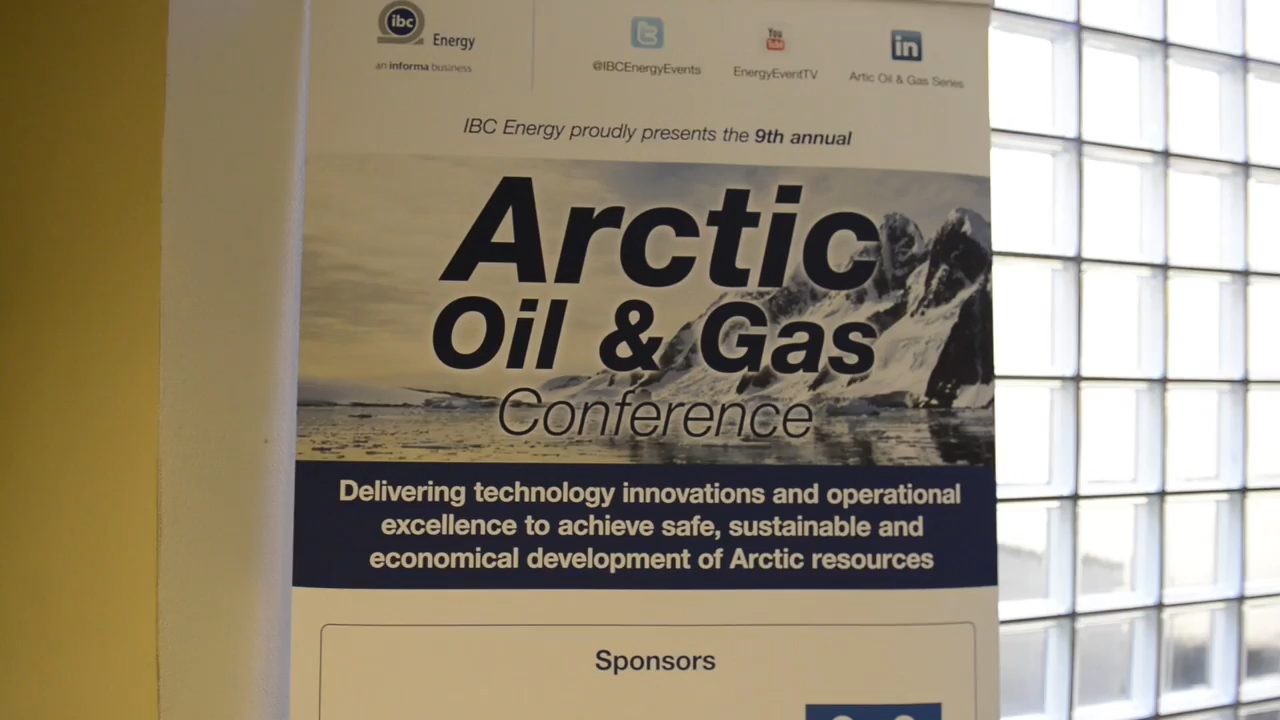 ibc
Energy
an informa business
@IBCEnergyEvents
You
Tube
EnergyEventTV
in
Artic Oil & Gas Series
IBC Energy proudly presents the 9th annual
Arctic
Oil & Gas
Conference
Delivering technology innovations and operational
excellence to achieve safe, sustainable and
economical development of Arctic resources
Sponsors